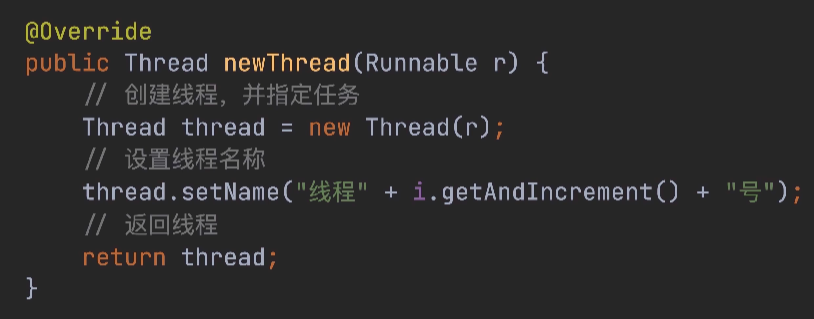 @Override
public Thread newThread(Runnable r) {
    // 创建线程，并指定任务
    Thread thread = new Thread(r);
    // 设置线程名称
    thread.setName("线程" + i.getAndIncrement() + "号");
    // 返回线程
    return thread;
}